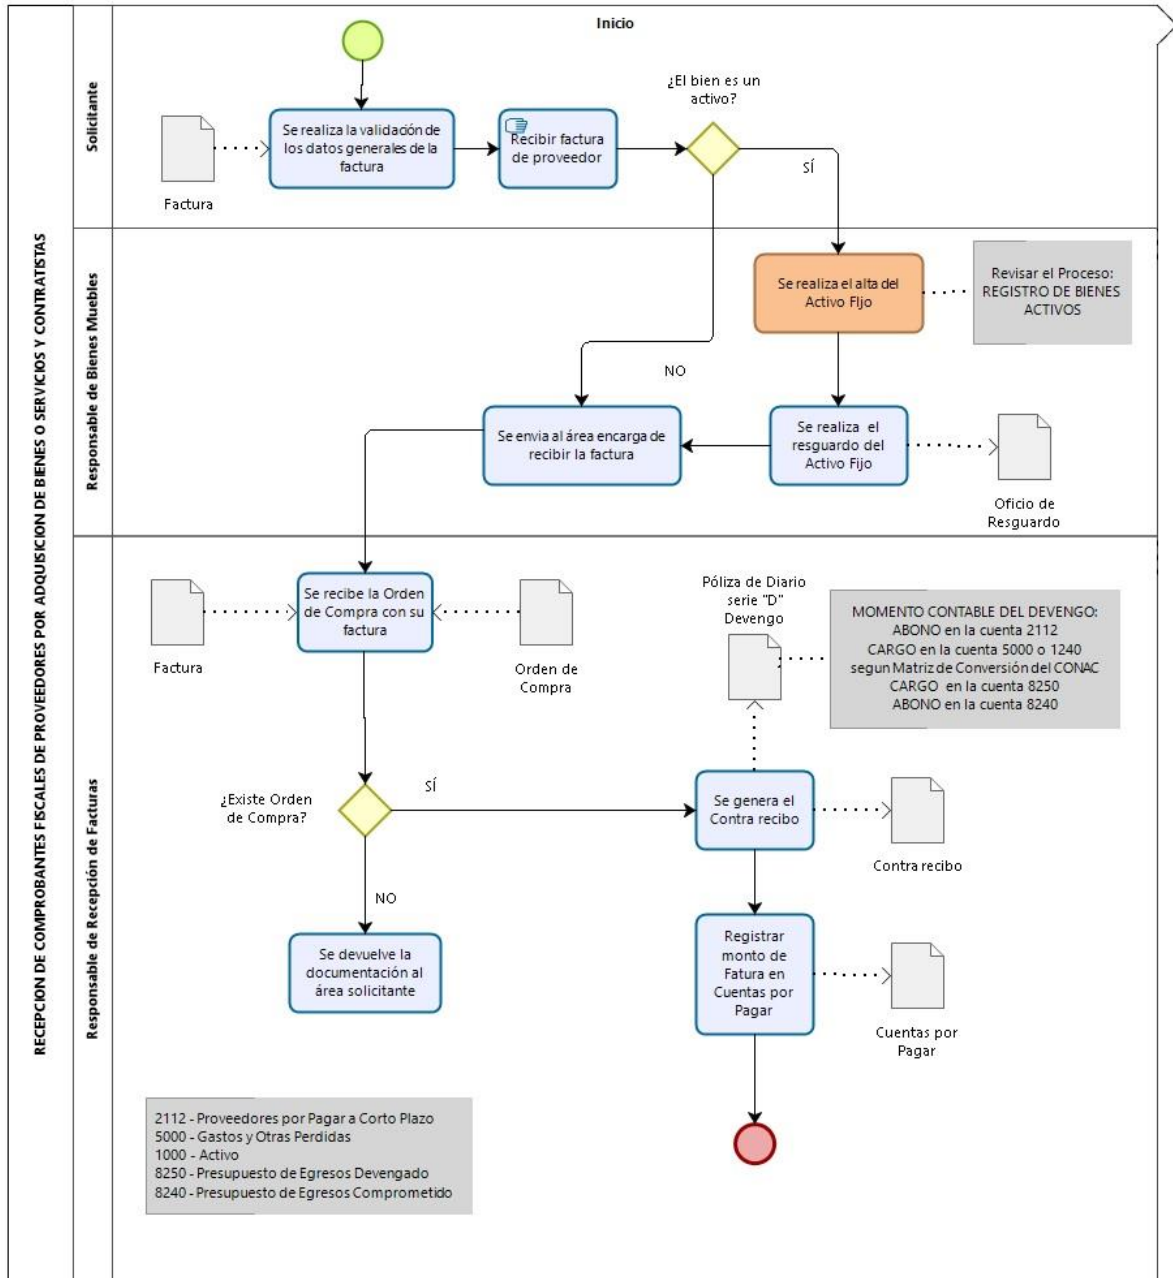 RECEPCION DE COMPROBANTES FISCALES DE PROVEEDORES POR ADQUISICION DE BIENES O SERVICIOS Y CONTRATISTAS
Inicio
Solicitante
Factura
Se realiza la validación de
los datos generales de la
factura
Recibir factura
de proveedor
¿El bien es un
activo?
SÍ
NO
Responsable de Bienes Muebles
Se realiza el alta del
Activo FIjo
Revisar el Proceso:
REGISTRO DE BIENES
ACTIVOS
Se envia al área encarga de
recibir la factura
Se realiza el
resguardo del
Activo Fijo
Oficio de
Resguardo
Responsable de Recepción de Facturas
Factura
Se recibe la Orden
de Compra con su
factura
Orden de
Compra
Póliza de Diario
serie "D"
Devengo
MOMENTO CONTABLE DEL DEVENGO:
ABONO en la cuenta 2112
CARGO en la cuenta 5000 o 1240
segun Matriz de Conversión del CONAC
CARGO en la cuenta 8250
ABONO en la cuenta 8240
¿Existe Orden
de Compra?
SÍ
NO
Se genera el
Contra recibo
Contra recibo
Se devuelve la
documentación al
área solicitante
Registrar
monto de
Fatura en
Cuentas por
Pagar
Cuentas por
Pagar
2112 - Proveedores por Pagar a Corto Plazo
5000 - Gastos y Otras Perdidas
1000 - Activo
8250 - Presupuesto de Egresos Devengado
8240 - Presupuesto de Egresos Comprometido